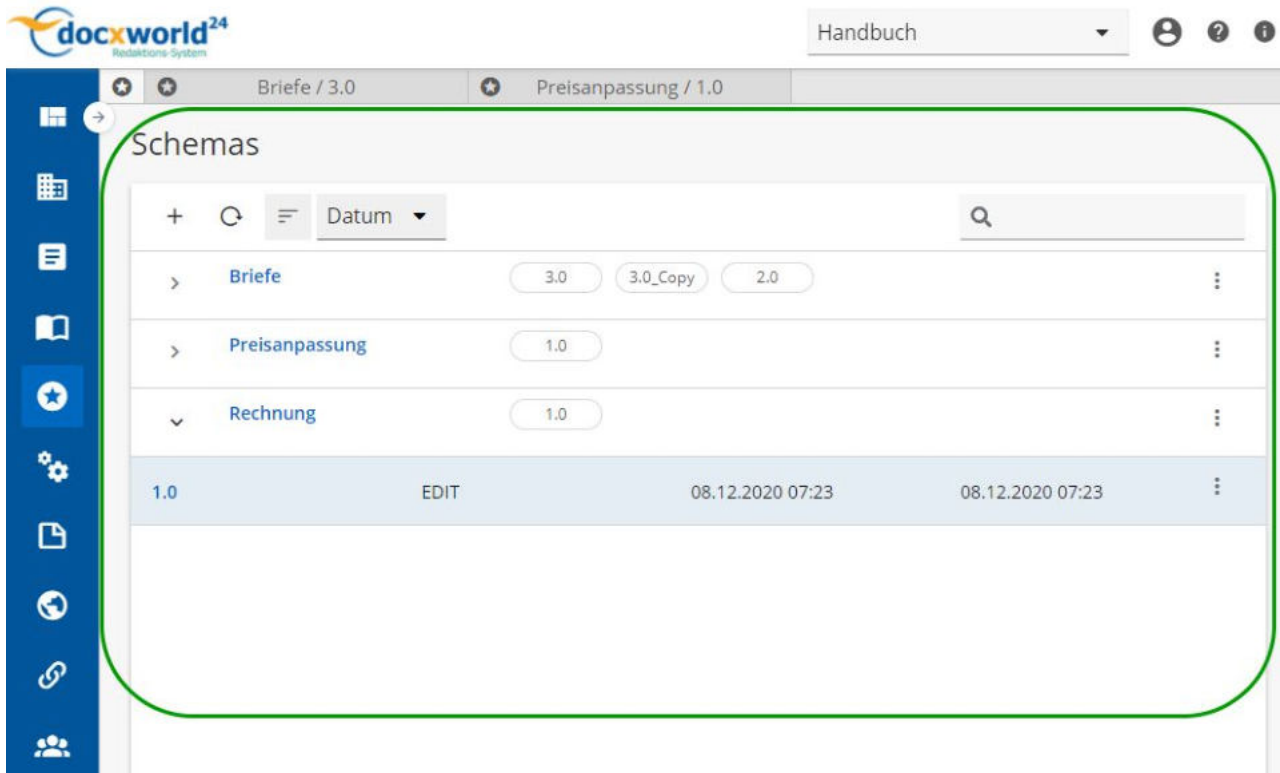 docxworld24
Redaktions-System
Handbuch
Briefe / 3.0
Preisanpassung / 1.0
Schemas
Datum
Briefe 3.0 3.0_Copy 2.0
Preisanpassung 1.0
Rechnung 1.0
1.0 EDIT 08.12.2020 07:23 08.12.2020 07:23